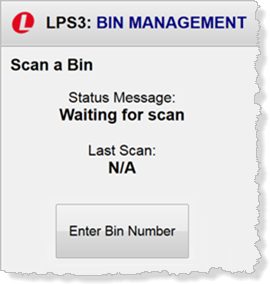 LPS3: BIN MANAGEMENT
Scan a Bin
Status Message:
Waiting for scan
Last Scan:
N/A
Enter Bin Number